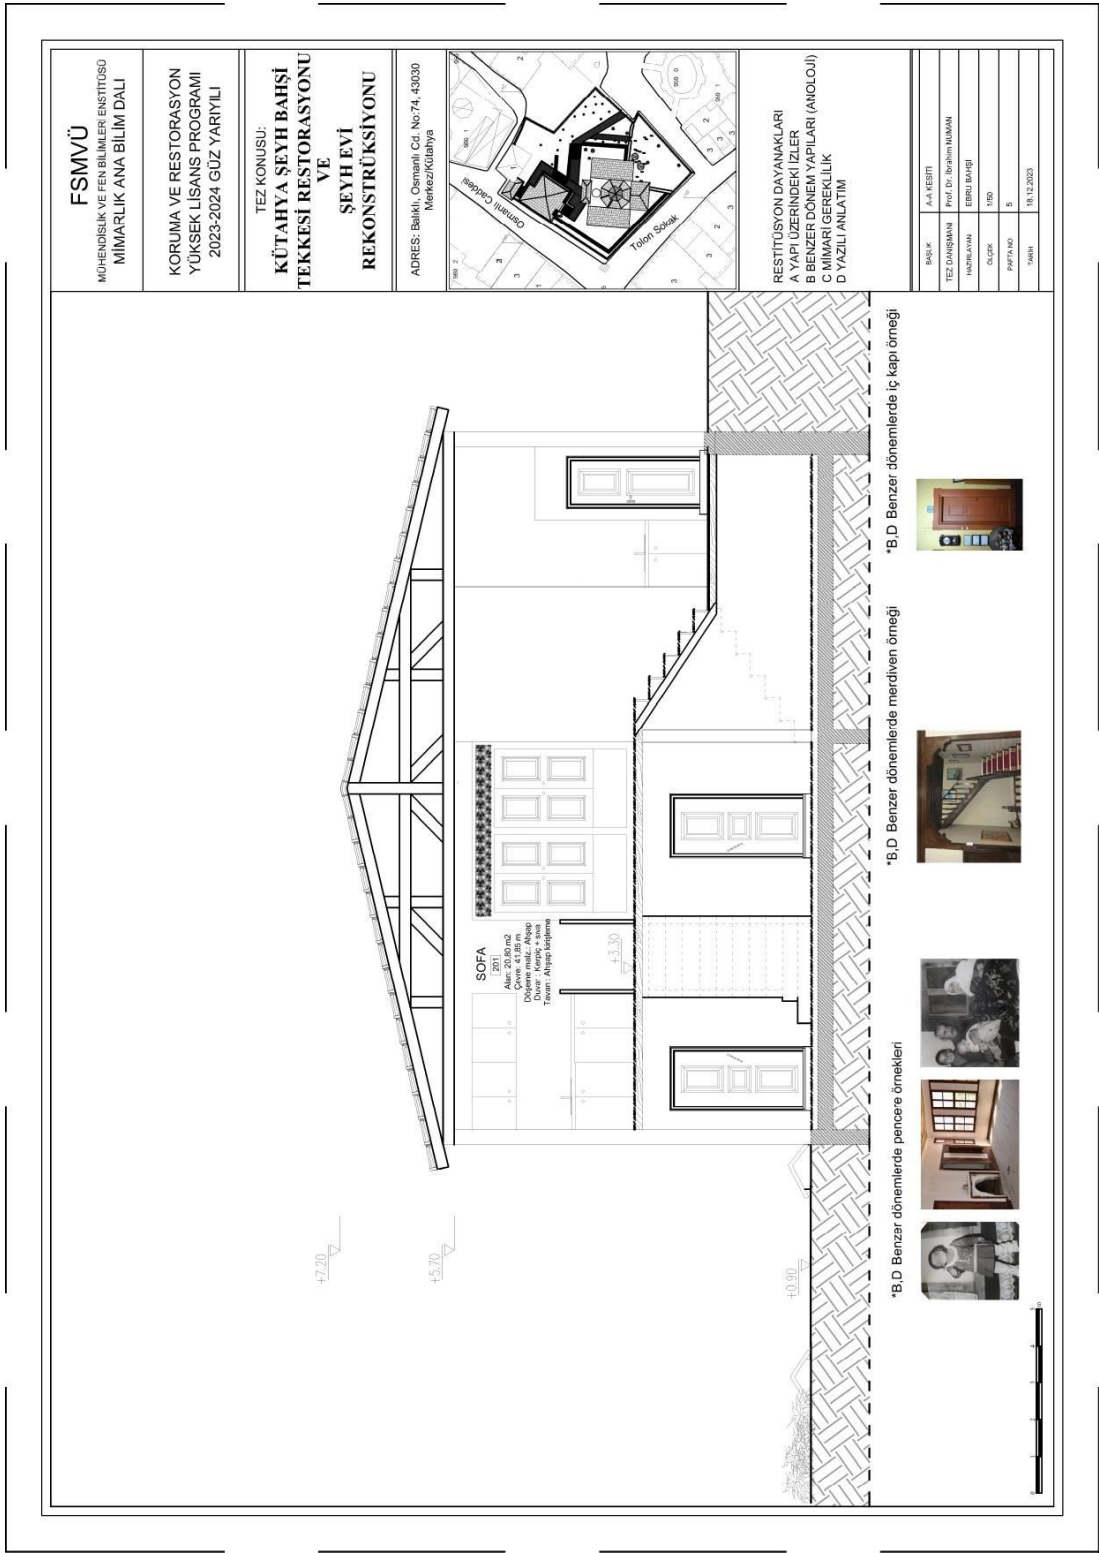 FSMVÜ
MÜHENDİSLİK VE FEN BİLİMLERİ ENSTİTÜSÜ
MİMARLIK ANA BİLİM DALI
KORUMA VE RESTORASYON
YÜKSEK LİSANS PROGRAMI
2023-2024 GÜZ YARIYILI
TEZ KONUSU:
KÜTAHYA ŞEYH BAHŞİ
TEKKESİ RESTORASYONU
VE
ŞEYH EVİ
REKONSTRÜKSİYONU
ADRES: Balıklı, Osmanlı Cd. No:74, 43030
Merkez/Kütahya
Osmanlı Caddesi
Tolon Sokak
RESTİTÜSYON DAYANAKLARI
A YAPI ÜZERİNDEKİ İZLER
B BENZER DÖNEM YAPILARI (ANOLOJİ)
C MİMARİ GEREKLİLİK
D YAZILI ANLATIM
BAŞLIK A-A KESİTİ
TEZ DANIŞMANI Prof. Dr. İbrahim NUMAN
HAZIRLAYAN EBRU BAHŞİ
ÖLÇEK 1/50
PAFTA NO 5
TARİH 18.12.2023
+7.20
+5.70
+0.90
SOFA
201
Alan: 20,80 m2
Çevre: 41,85 m
Döşeme malz.: Ahşap
Duvar : Kerpiç + sıva
Tavan : Ahşap kirişleme
+3.30
*B,D Benzer dönemlerde pencere örnekleri
*B,D Benzer dönemlerde merdiven örneği
*B,D Benzer dönemlerde iç kapı örneği